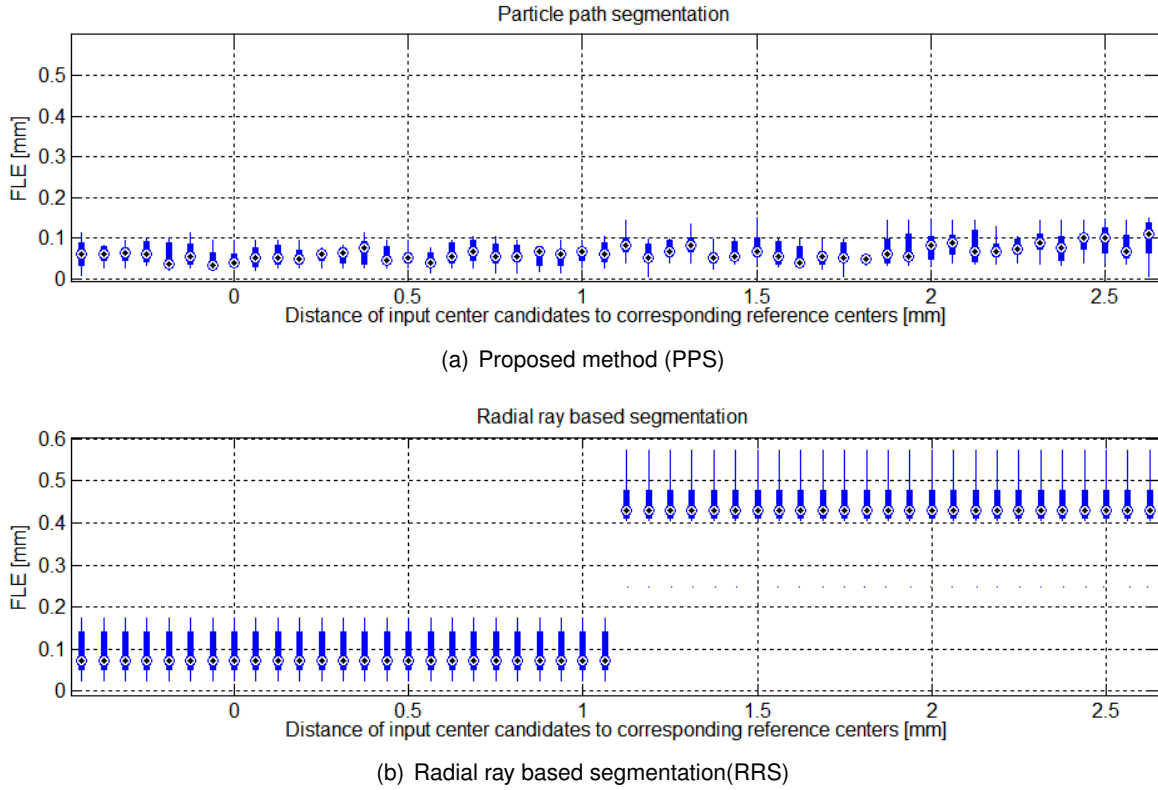 Particle path segmentation
0.5
0.4
0.3
0.2
0.1
0
FLE [mm]
0 0.5 1 1.5 2 2.5
Distance of input center candidates to corresponding reference centers [mm]
(a) Proposed method (PPS)
Radial ray based segmentation
0.6
0.5
0.4
0.3
0.2
0.1
0
FLE [mm]
0 0.5 1 1.5 2 2.5
Distance of input center candidates to corresponding reference centers [mm]
(b) Radial ray based segmentation(RRS)